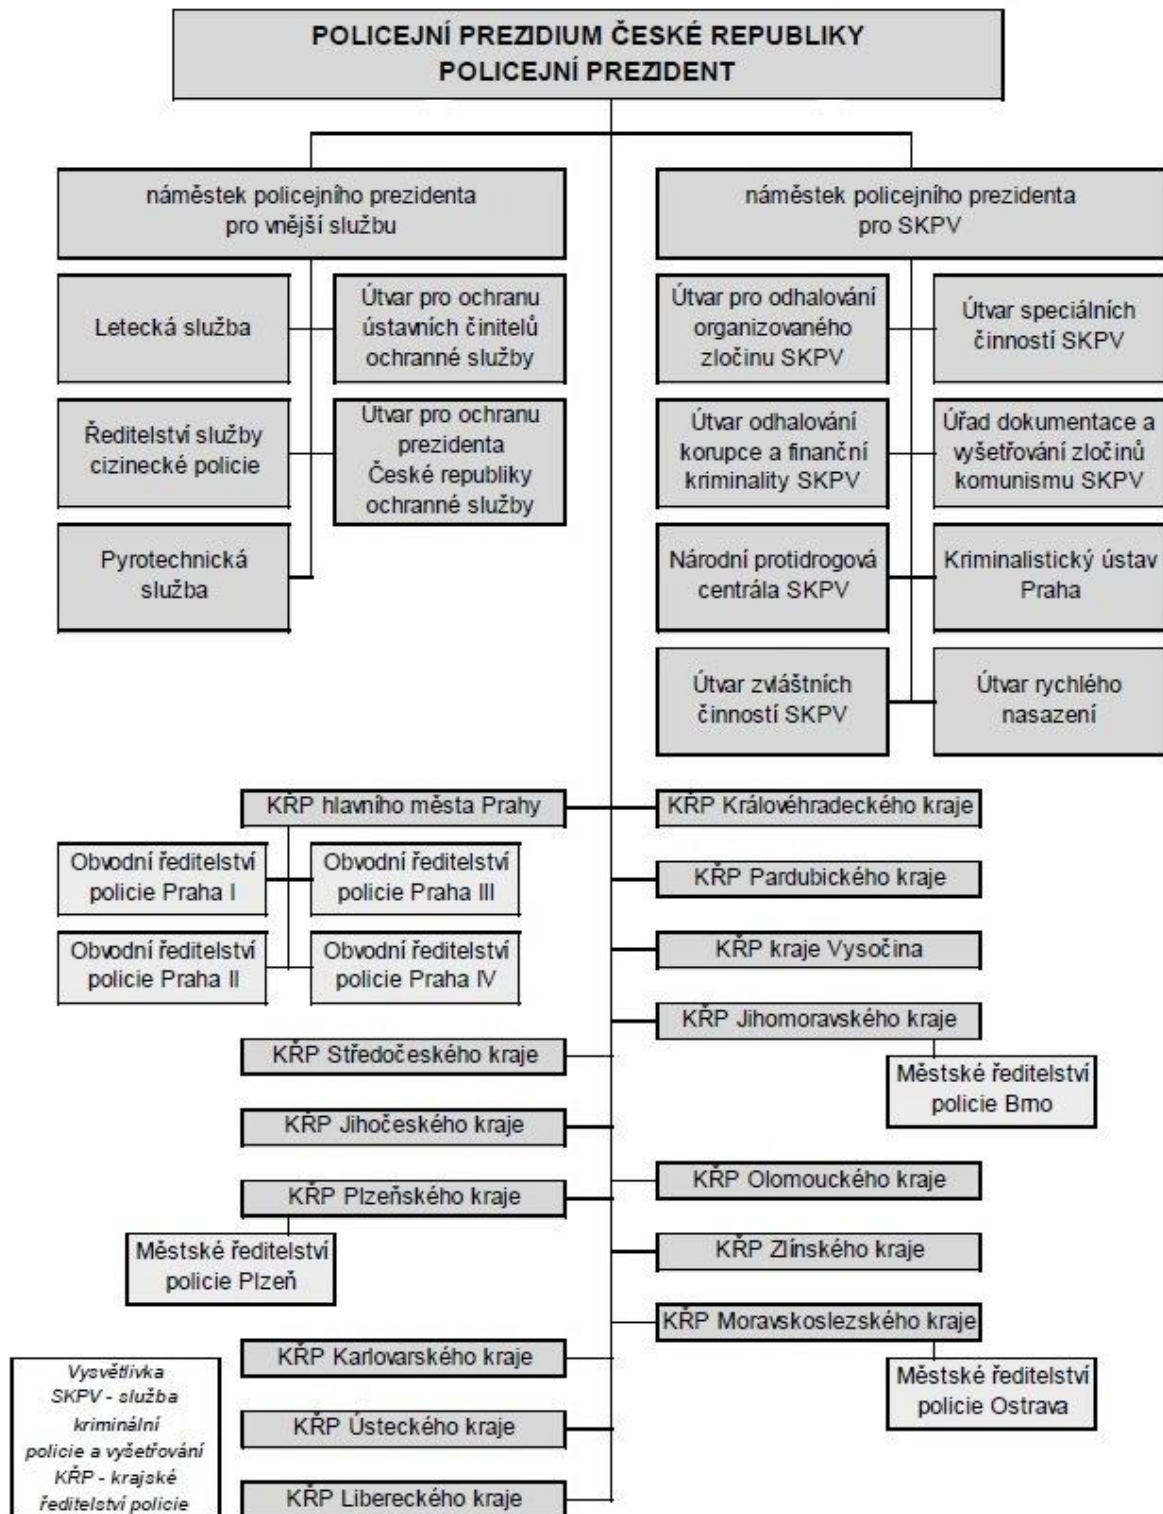 POLICEJNÍ PREZIDIUM ČESKÉ REPUBLIKY
POLICEJNÍ PREZIDENT
náměstek policejního prezidenta
pro vnější službu
Letecká služba
Útvar pro ochranu
ústavních činitelů
ochranné služby
Ředitelství služby
cizinecké policie
Útvar pro ochranu
prezidenta
České republiky
ochranné služby
Pyrotechnická
služba
náměstek policejního prezidenta
pro SKPV
Útvar pro odhalování
organizovaného
zločinu SKPV
Útvar speciálních
činností SKPV
Útvar odhalování
korupce a finanční
kriminality SKPV
Úřad dokumentace a
vyšetřování zločinů
komunismu SKPV
Národní protidrogová
centrála SKPV
Kriminalistický ústav
Praha
Útvar zvláštních
činností SKPV
Útvar rychlého
nasazení
KŘP hlavního města Prahy
Obvodní ředitelství
policie Praha I
Obvodní ředitelství
policie Praha III
Obvodní ředitelství
policie Praha II
Obvodní ředitelství
policie Praha IV
KŘP Středočeského kraje
KŘP Jihočeského kraje
KŘP Plzeňského kraje
Městské ředitelství
policie Plzeň
KŘP Karlovarského kraje
KŘP Ústeckého kraje
KŘP Libereckého kraje
KŘP Královéhradeckého kraje
KŘP Pardubického kraje
KŘP kraje Vysočina
KŘP Jihomoravského kraje
Městské ředitelství
policie Brno
KŘP Olomouckého kraje
KŘP Zlínského kraje
KŘP Moravskoslezského kraje
Městské ředitelství
policie Ostrava
Vysvětlivka
SKPV - služba
kriminální
policie a vyšetřování
KŘP - krajské
ředitelství policie